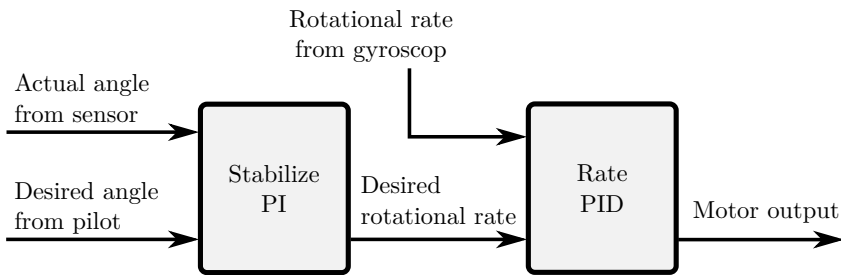 Rotational rate
from gyroscop
Actual angle
from sensor
Stabilize
PI
Rate
PID
Desired angle
from pilot
Desired
rotational rate
Motor output